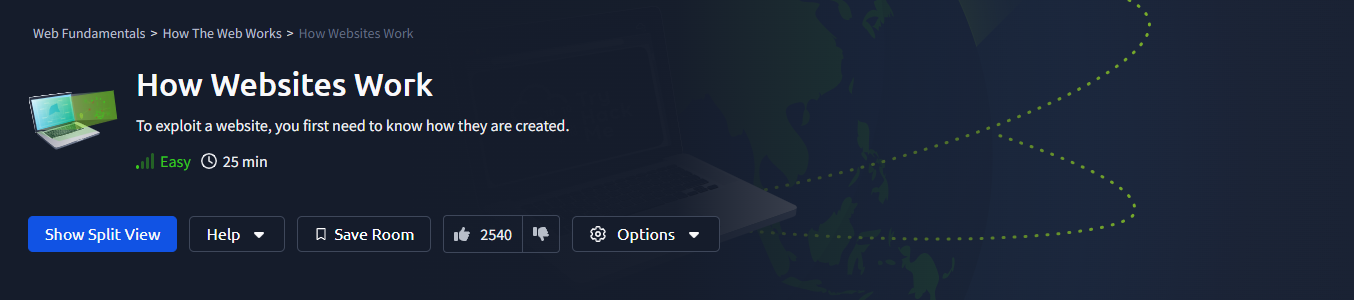 Web Fundamentals > How The Web Works > How Websites Work
How Websites Work
To exploit a website, you first need to know how they are created.
Easy 25 min
Show Split View Help Save Room 2540 Options